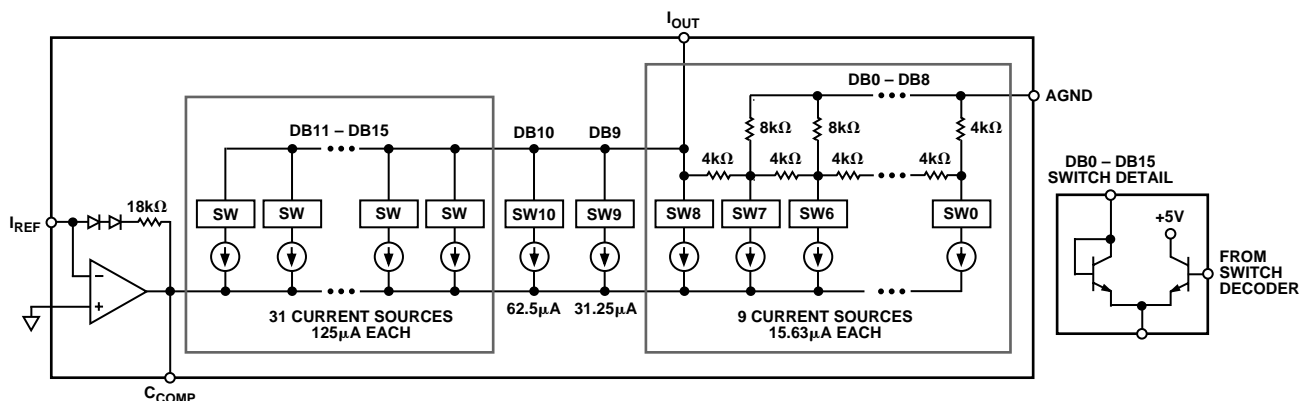 I_OUT
DB0 – DB8
AGND
DB11 – DB15
DB10
DB9
8kΩ
8kΩ
4kΩ
4kΩ
4kΩ
4kΩ
4kΩ
DB0 – DB15
SWITCH DETAIL
18kΩ
I_REF
SW
SW
SW
SW
SW10
SW9
SW8
SW7
SW6
SW0
+5V
FROM
SWITCH
DECODER
–
+
31 CURRENT SOURCES
125µA EACH
62.5µA
31.25µA
9 CURRENT SOURCES
15.63µA EACH
C_COMP